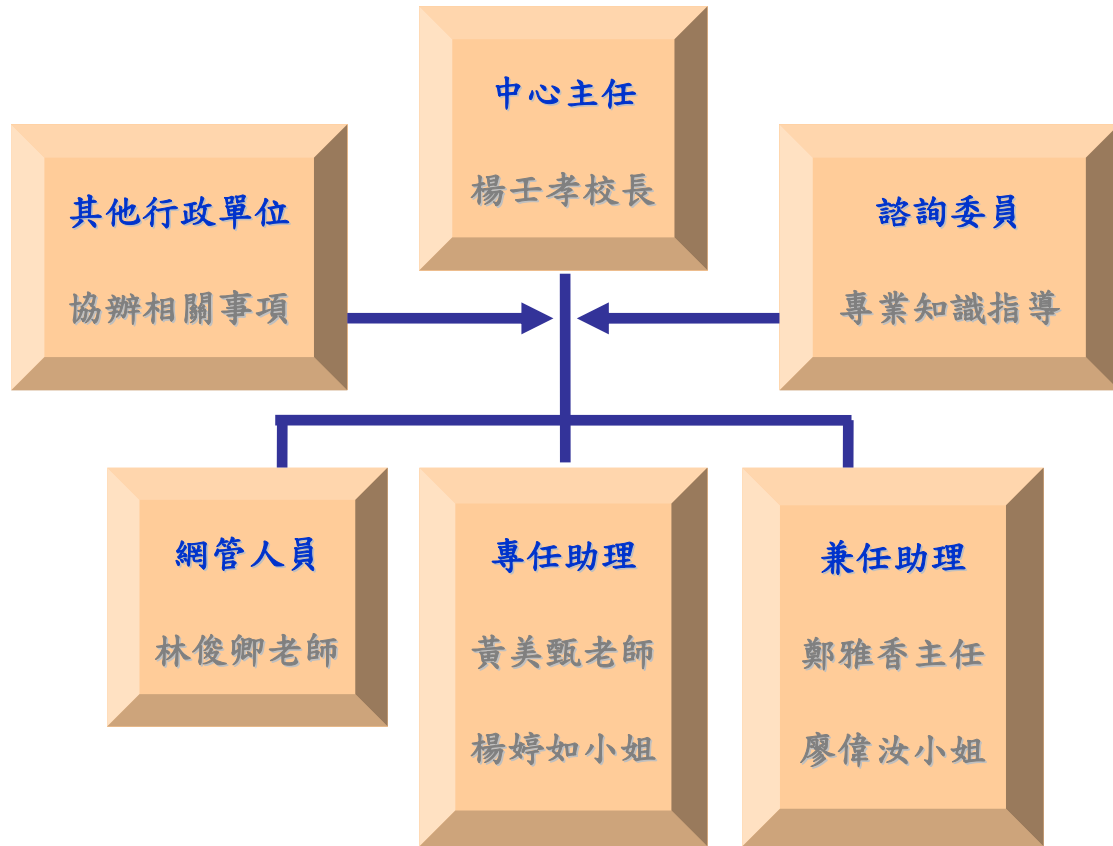 中心主任
楊壬孝校長
其他行政單位
協辦相關事項
諮詢委員
專業知識指導
網管人員
林俊卿老師
專任助理
黃美甄老師
楊婷如小姐
兼任助理
鄭雅香主任
廖偉汝小姐